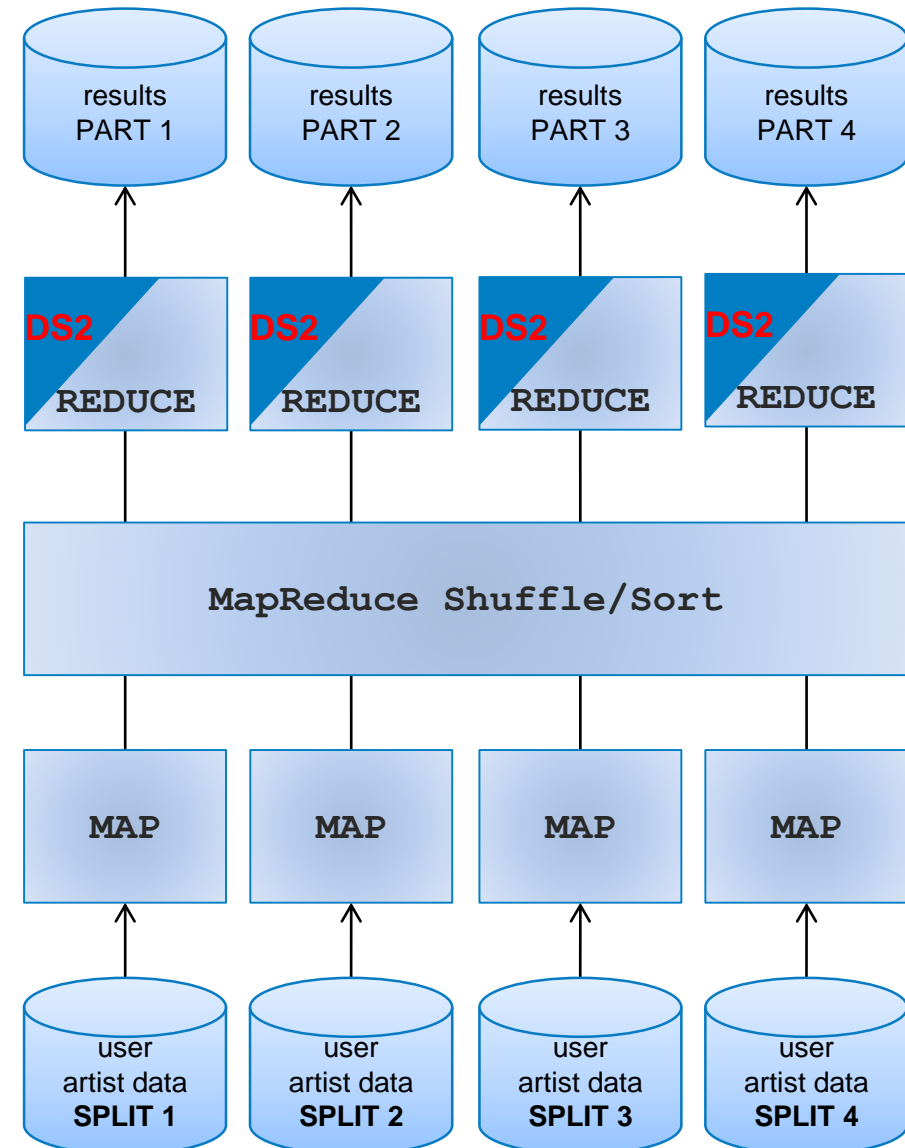 results
PART 1
results
PART 2
results
PART 3
results
PART 4
DS2
REDUCE
DS2
REDUCE
DS2
REDUCE
DS2
REDUCE
MapReduce Shuffle/Sort
MAP
MAP
MAP
MAP
user
artist data
SPLIT 1
user
artist data
SPLIT 2
user
artist data
SPLIT 3
user
artist data
SPLIT 4